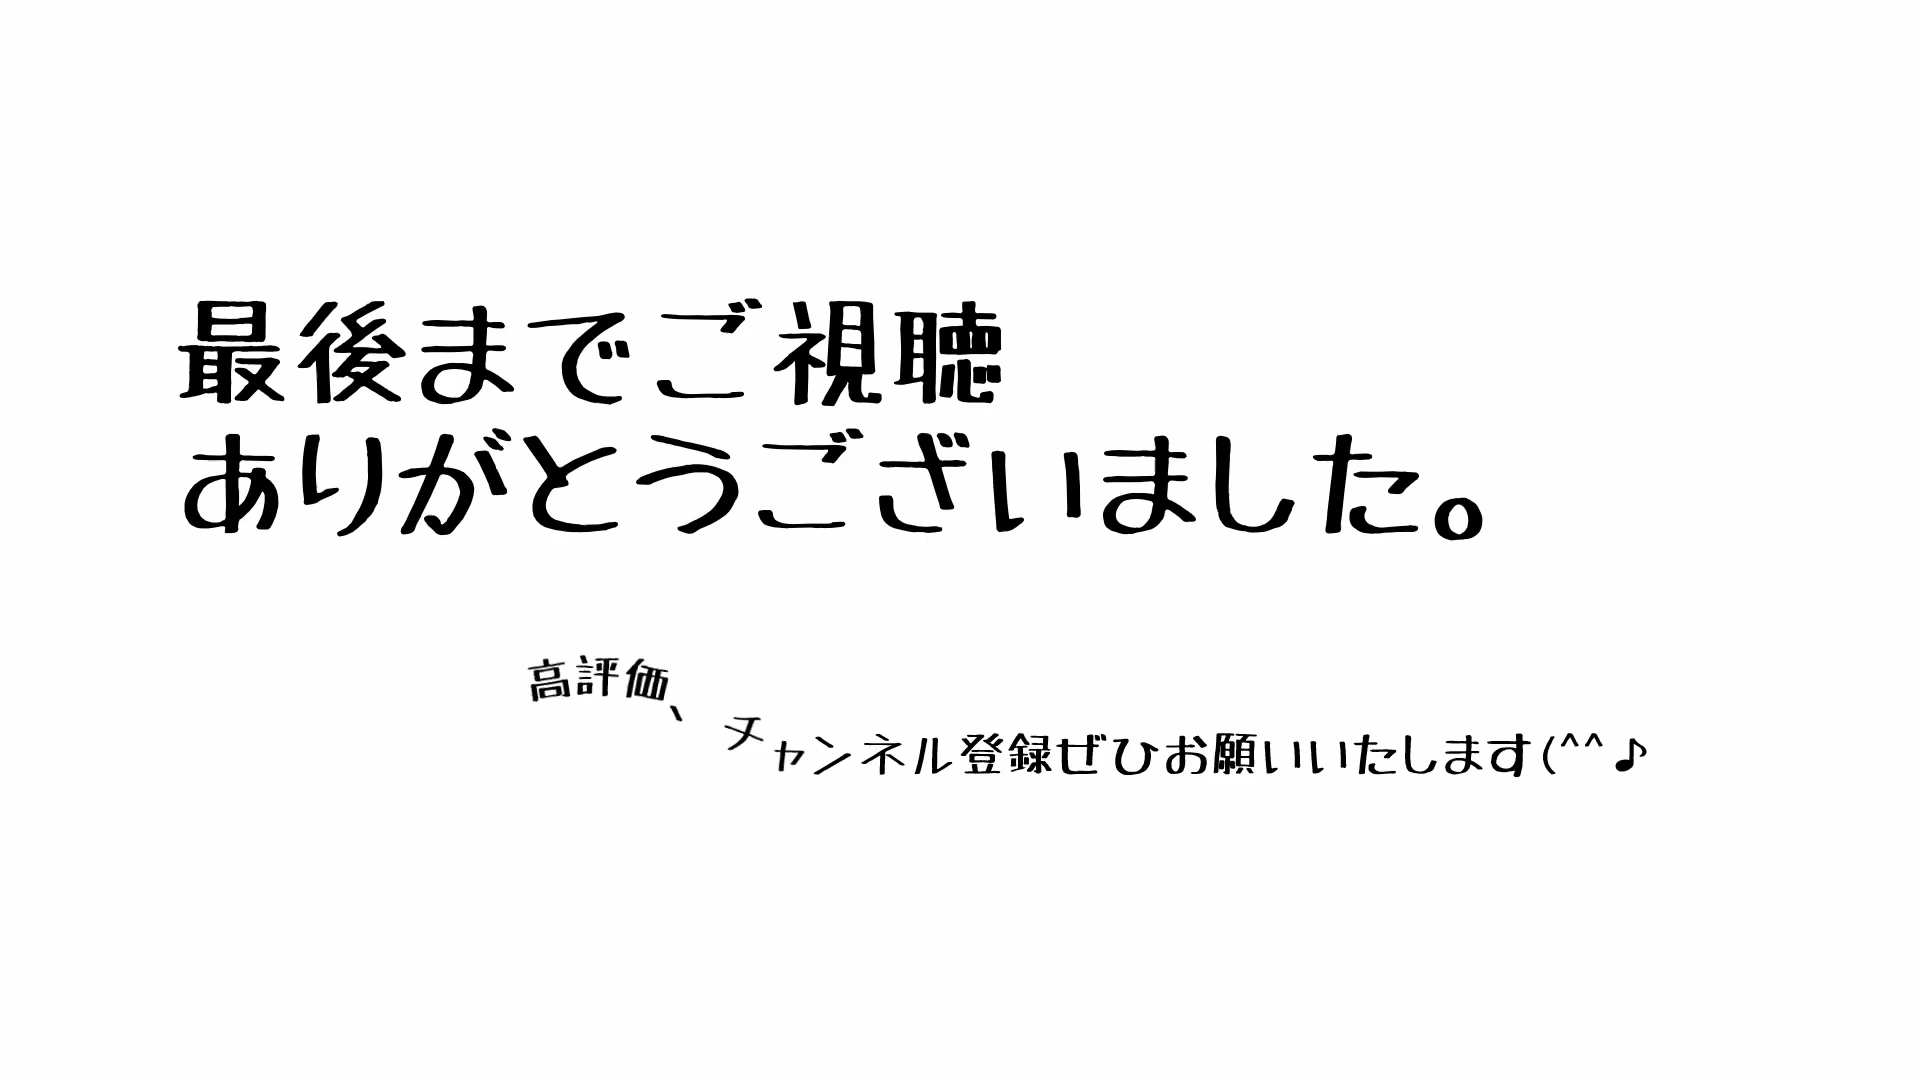 最後までご視聴
ありがとうございました。
高評価、チャンネル登録ぜひお願いいたします(^^♪